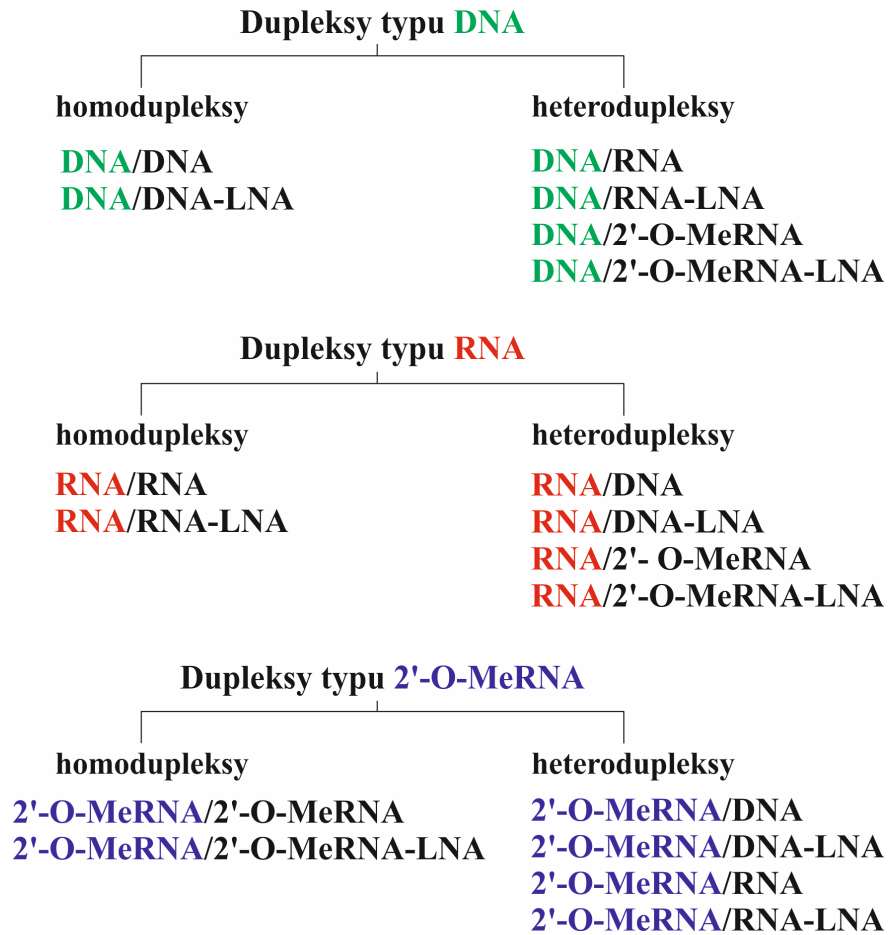 Dupleksy typu DNA
homodupleksy
DNA/DNA
DNA/DNA-LNA
heterodupleksy
DNA/RNA
DNA/RNA-LNA
DNA/2'-O-MeRNA
DNA/2'-O-MeRNA-LNA
Dupleksy typu RNA
homodupleksy
RNA/RNA
RNA/RNA-LNA
heterodupleksy
RNA/DNA
RNA/DNA-LNA
RNA/2'- O-MeRNA
RNA/2'-O-MeRNA-LNA
Dupleksy typu 2'-O-MeRNA
homodupleksy
2'-O-MeRNA/2'-O-MeRNA
2'-O-MeRNA/2'-O-MeRNA-LNA
heterodupleksy
2'-O-MeRNA/DNA
2'-O-MeRNA/DNA-LNA
2'-O-MeRNA/RNA
2'-O-MeRNA/RNA-LNA